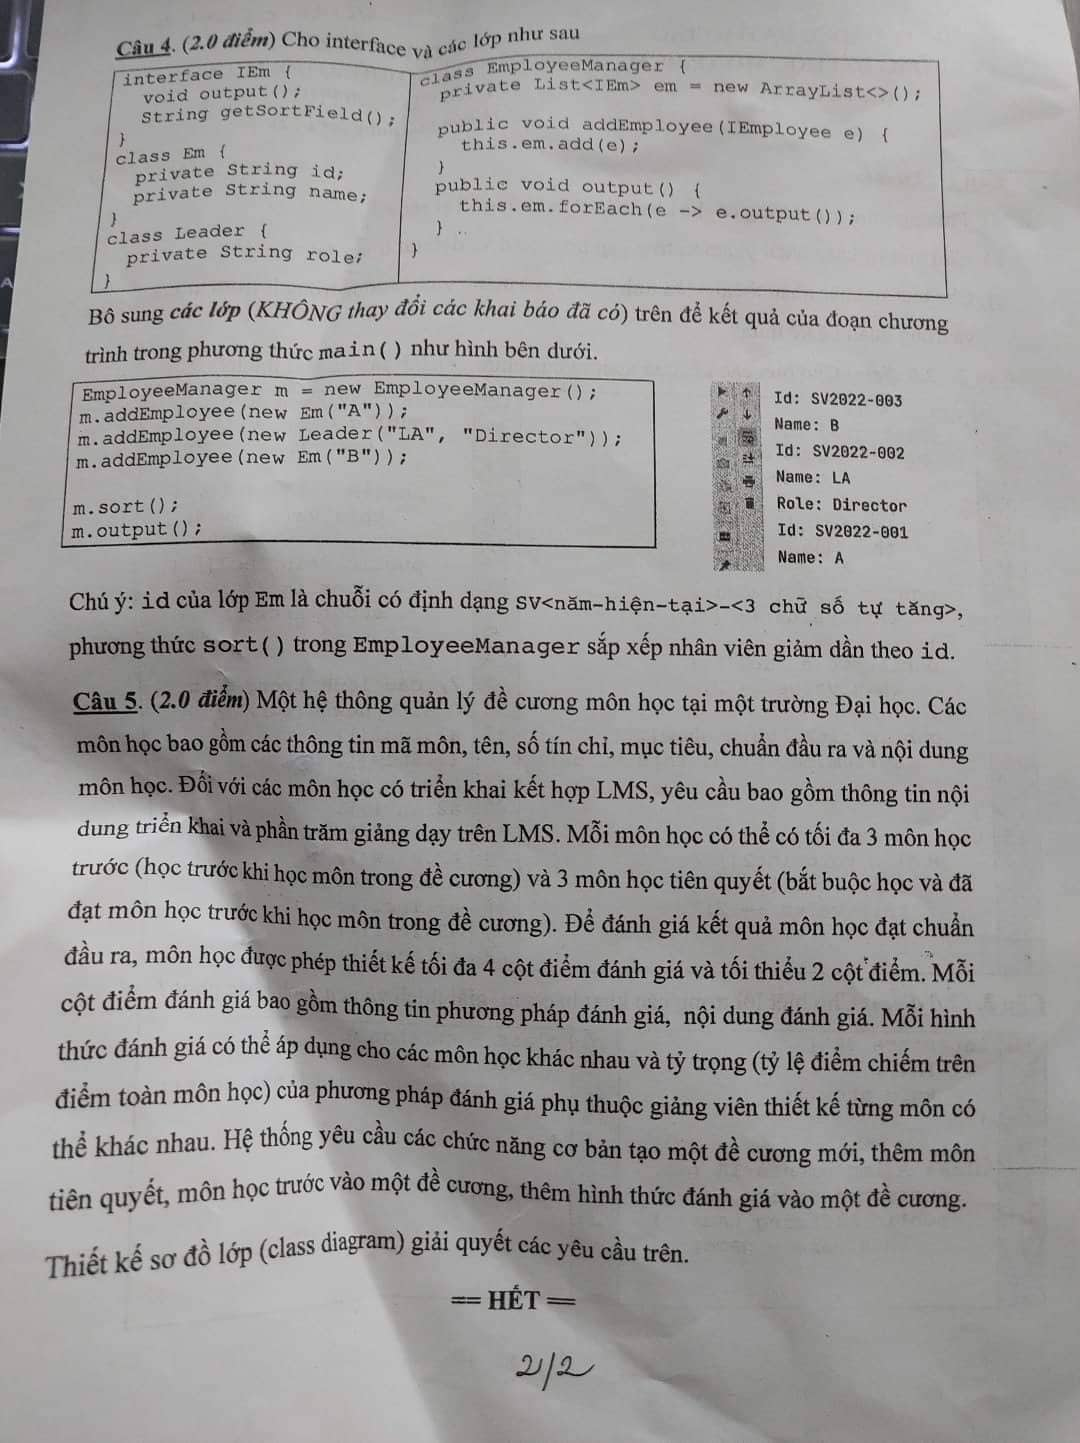 Câu 4. (2.0 điểm) Cho interface và các lớp như sau
interface IEm {
void output();
String getSortField();
}
class Em {
private String id;
private String name;
}
class Leader {
private String role;
}
class EmployeeManager {
private List<IEm> em = new ArrayList<>();
public void addEmployee(IEmployee e) {
this.em.add(e);
}
public void output() {
this.em.forEach(e -> e.output());
}
}
Bô sung các lớp (KHÔNG thay đổi các khai báo đã có) trên để kết quả của đoạn chương
trình trong phương thức main() như hình bên dưới.
EmployeeManager m = new EmployeeManager();
m.addEmployee(new Em("A"));
m.addEmployee(new Leader("LA", "Director"));
m.addEmployee(new Em("B"));
m.sort();
m.output();
Id: SV2022-003
Name: B
Id: SV2022-002
Name: LA
Role: Director
Id: SV2022-001
Name: A
Chú ý: id của lớp Em là chuỗi có định dạng SV<năm-hiện-tại>-<3 chữ số tự tăng>,
phương thức sort() trong EmployeeManager sắp xếp nhân viên giảm dần theo id.
Câu 5. (2.0 điểm) Một hệ thống quản lý đề cương môn học tại một trường Đại học. Các
môn học bao gồm các thông tin mã môn, tên, số tín chỉ, mục tiêu, chuẩn đầu ra và nội dung
môn học. Đối với các môn học có triển khai kết hợp LMS, yêu cầu bao gồm thông tin nội
dung triển khai và phần trăm giảng dạy trên LMS. Mỗi môn học có thể có tối đa 3 môn học
trước (học trước khi học môn trong đề cương) và 3 môn học tiên quyết (bắt buộc học và đã
đạt môn học trước khi học môn trong đề cương). Để đánh giá kết quả môn học đạt chuẩn
đầu ra, môn học được phép thiết kế tối đa 4 cột điểm đánh giá và tối thiểu 2 cột điểm. Mỗi
cột điểm đánh giá bao gồm thông tin phương pháp đánh giá, nội dung đánh giá. Mỗi hình
thức đánh giá có thể áp dụng cho các môn học khác nhau và tỷ trọng (tỷ lệ điểm chiếm trên
điểm toàn môn học) của phương pháp đánh giá phụ thuộc giảng viên thiết kế từng môn có
thể khác nhau. Hệ thống yêu cầu các chức năng cơ bản tạo một đề cương mới, thêm môn
tiên quyết, môn học trước vào một đề cương, thêm hình thức đánh giá vào một đề cương.
Thiết kế sơ đồ lớp (class diagram) giải quyết các yêu cầu trên.
== HẾT ==
2/2